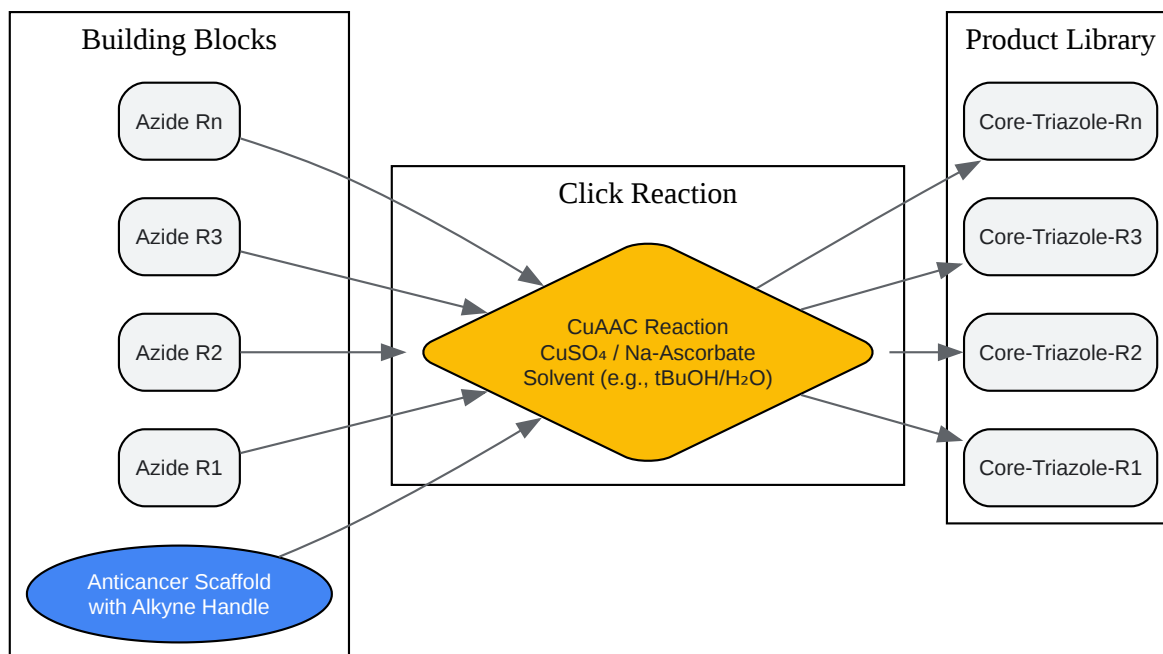 Building Blocks
Azide Rn
Azide R3
Azide R2
Azide R1
Anticancer Scaffold
with Alkyne Handle
Click Reaction
CuAAC Reaction
CuSO₄ / Na-Ascorbate
Solvent (e.g., tBuOH/H₂O)
Product Library
Core-Triazole-Rn
Core-Triazole-R3
Core-Triazole-R2
Core-Triazole-R1